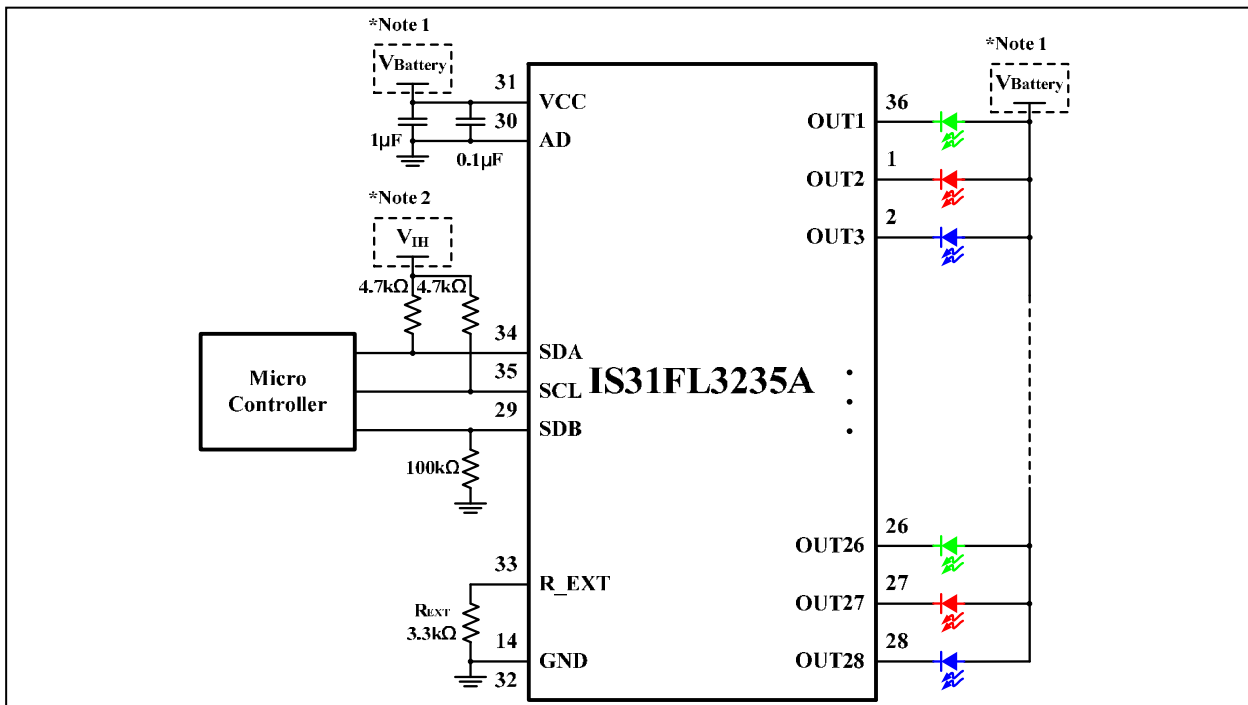 *Note 1
VBattery
31
VCC
30
AD
1µF
0.1µF
*Note 2
VIH
4.7kΩ 4.7kΩ
34
SDA
35
SCL
29
SDB
Micro
Controller
100kΩ
33
R_EXT
REXT
3.3kΩ
14
GND
32
IS31FL3235A
*Note 1
VBattery
36
OUT1
1
OUT2
2
OUT3
26
OUT26
27
OUT27
28
OUT28